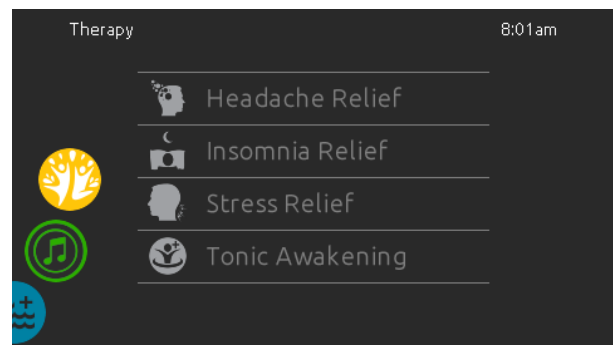 Therapy 8:01am
Headache Relief
Insomnia Relief
Stress Relief
Tonic Awakening